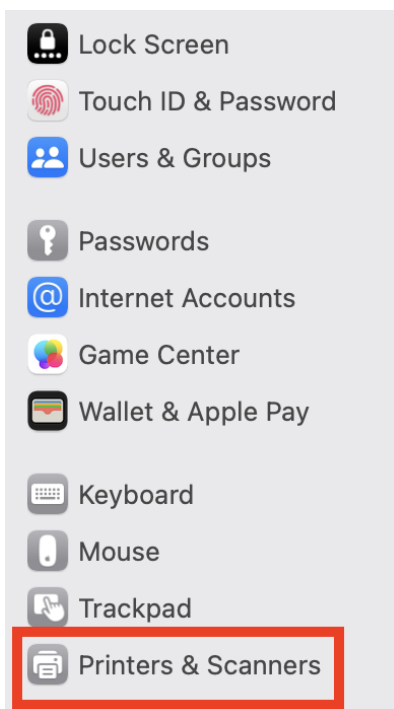 Lock Screen
Touch ID & Password
Users & Groups
Passwords
Internet Accounts
Game Center
Wallet & Apple Pay
Keyboard
Mouse
Trackpad
Printers & Scanners